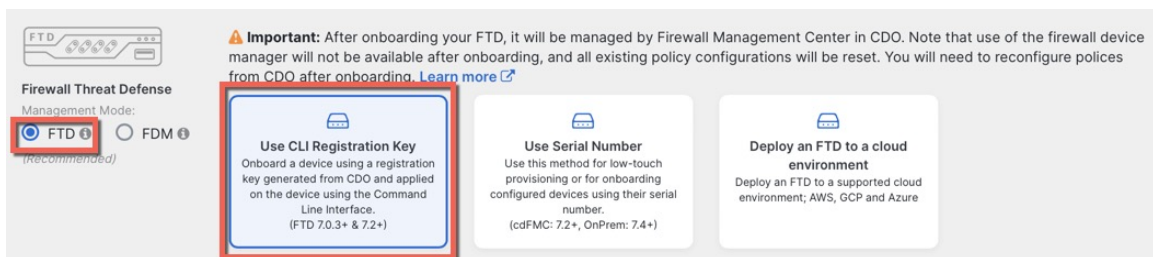 FTD
Firewall Threat Defense
Management Mode:
FTD
FDM
(Recommended)
Important: After onboarding your FTD, it will be managed by Firewall Management Center in CDO. Note that use of the firewall device
manager will not be available after onboarding, and all existing policy configurations will be reset. You will need to reconfigure polices
from CDO after onboarding. Learn more
Use CLI Registration Key
Onboard a device using a registration
key generated from CDO and applied
on the device using the Command
Line Interface.
(FTD 7.0.3+ & 7.2+)
Use Serial Number
Use this method for low-touch
provisioning or for onboarding
configured devices using their serial
number.
(cdFMC: 7.2+, OnPrem: 7.4+)
Deploy an FTD to a cloud
environment
Deploy an FTD to a supported cloud
environment; AWS, GCP and Azure